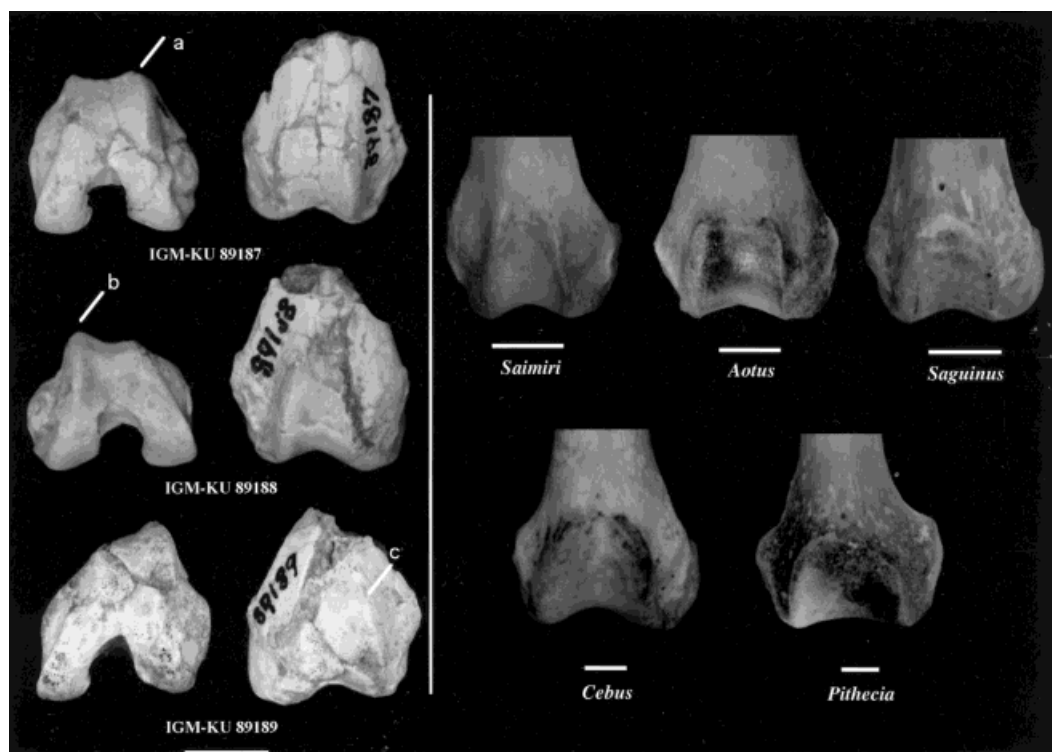 a
89187
IGM-KU 89187
b
89188
IGM-KU 89188
89189
c
IGM-KU 89189
Saimiri
Aotus
Saguinus
Cebus
Pithecia